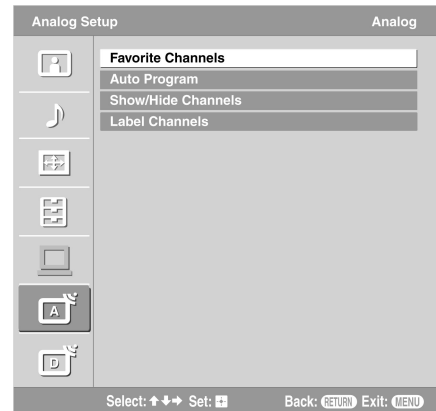 Analog Setup Analog
Favorite Channels
Auto Program
Show/Hide Channels
Label Channels
A
D
Select: ↑↓→ Set: Back: RETURN Exit: MENU